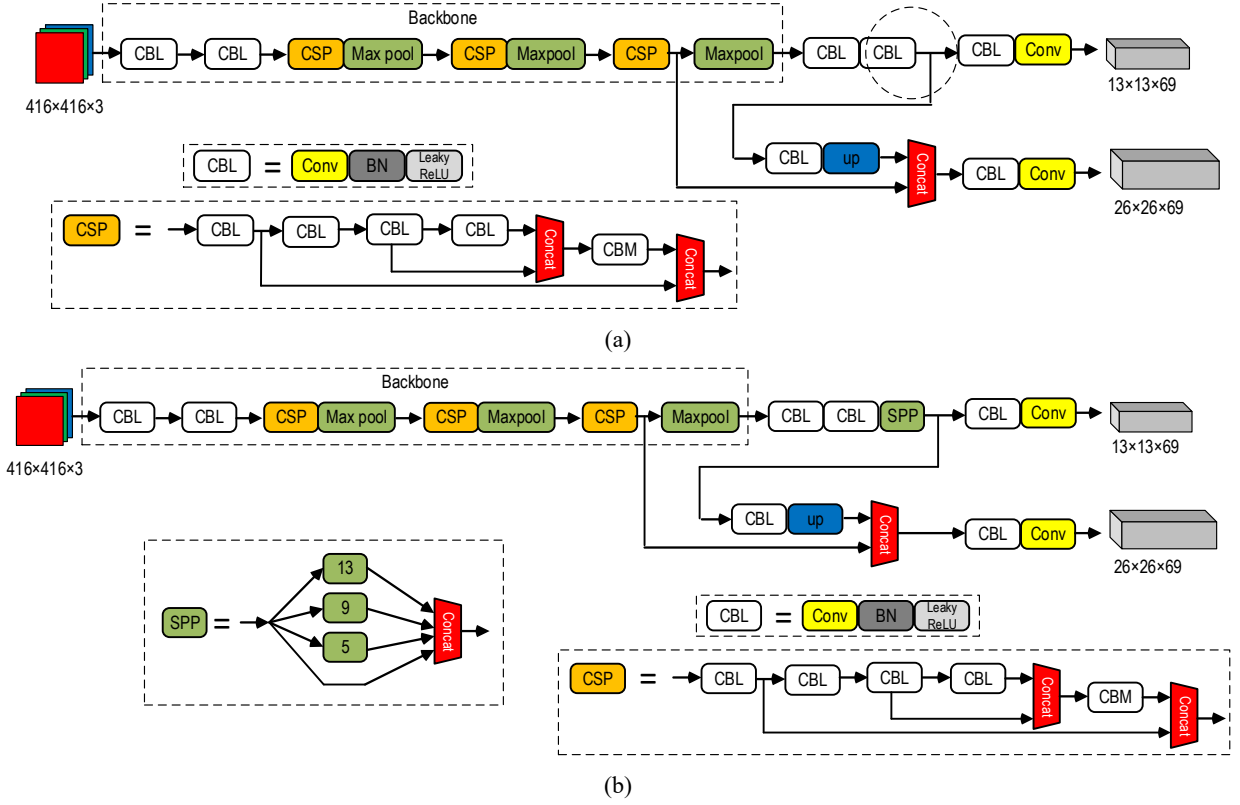 Backbone
CBL CBL CSP Max pool CSP Maxpool CSP Maxpool CBL CBL CBL Conv
416×416×3
13×13×69
CBL up Concat CBL Conv
26×26×69
CBL = Conv BN Leaky ReLU
CSP = CBL CBL CBL CBL Concat CBM Concat
(a)
Backbone
CBL CBL CSP Max pool CSP Maxpool CSP Maxpool CBL CBL SPP CBL Conv
416×416×3
13×13×69
CBL up Concat CBL Conv
26×26×69
SPP = 13 9 5 Concat
CBL = Conv BN Leaky ReLU
CSP = CBL CBL CBL CBL Concat CBM Concat
(b)